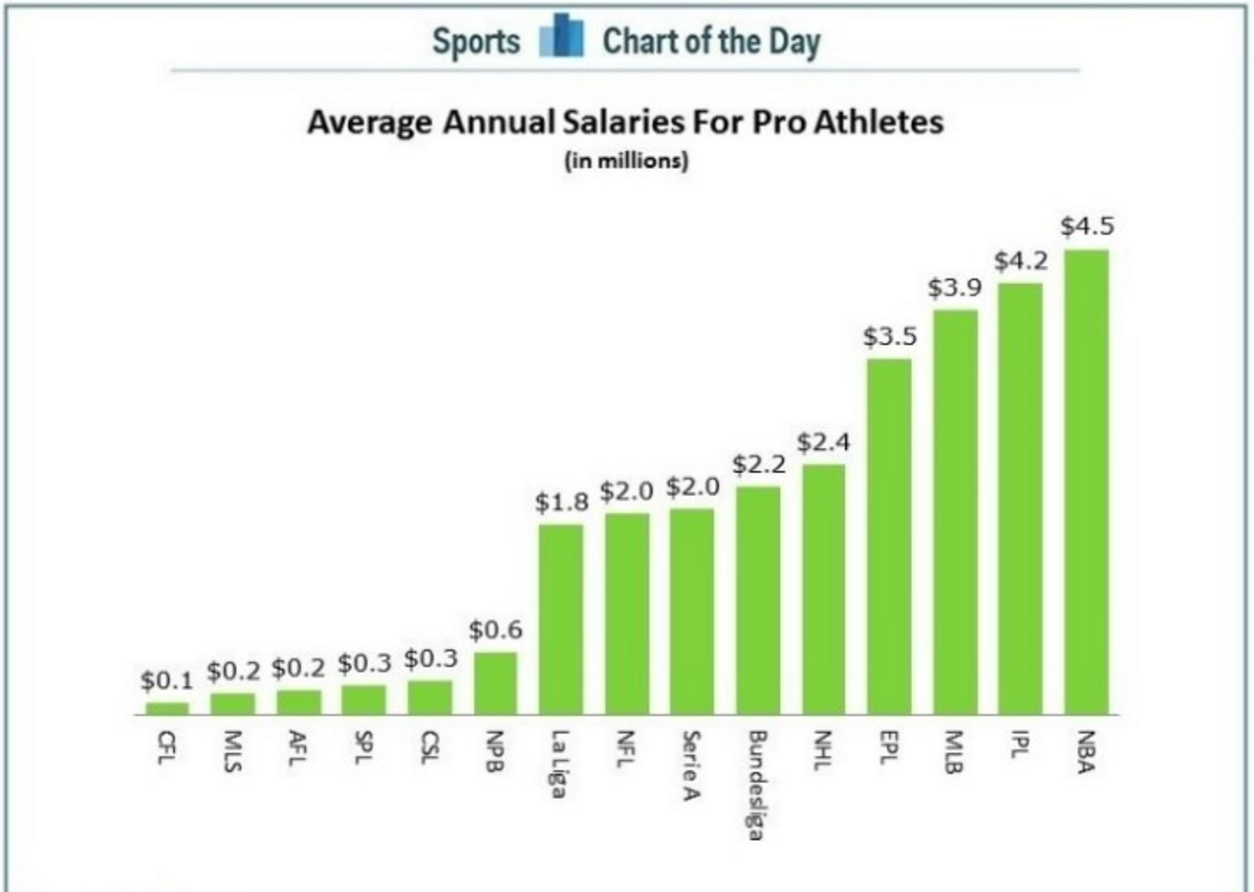 Sports Chart of the Day
Average Annual Salaries For Pro Athletes
(in millions)
$0.1 $0.2 $0.2 $0.3 $0.3 $0.6 $1.8 $2.0 $2.0 $2.2 $2.4 $3.5 $3.9 $4.2 $4.5
CFL
MLS
AFL
SPL
CSL
NPB
La Liga
NFL
Serie A
Bundesliga
NHL
EPL
MLB
IPL
NBA